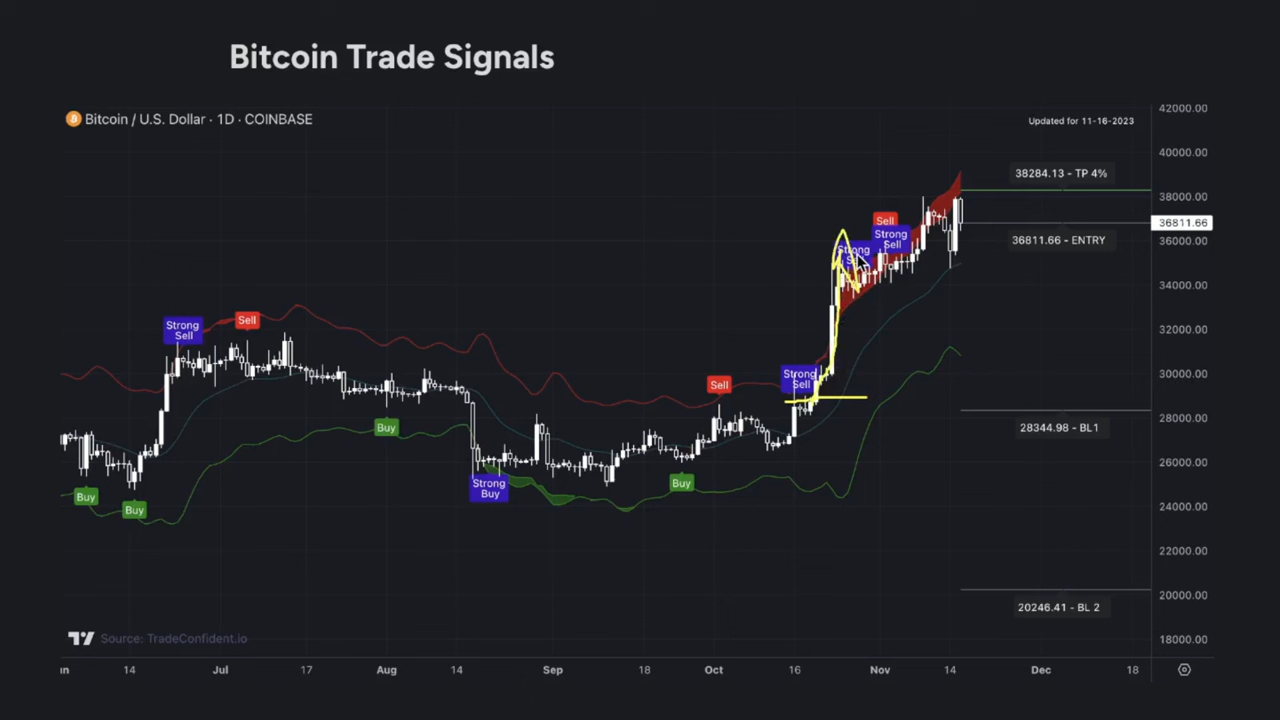 Bitcoin Trade Signals
Bitcoin / U.S. Dollar · 1D · COINBASE
Updated for 11-16-2023
42000.00
40000.00
38284.13 - TP 4%
38000.00
36811.66
36811.66 - ENTRY
36000.00
34000.00
32000.00
30000.00
28000.00
28344.98 - BL1
26000.00
24000.00
22000.00
20000.00
20246.41 - BL 2
18000.00
Strong
Sell
Sell
Buy
Buy
Buy
Strong
Buy
Buy
Sell
Strong
Sell
Strong
Sell
Strong
Sell
Source: TradeConfident.io
14
Jul
17
Aug
14
Sep
18
Oct
16
Nov
14
Dec
18